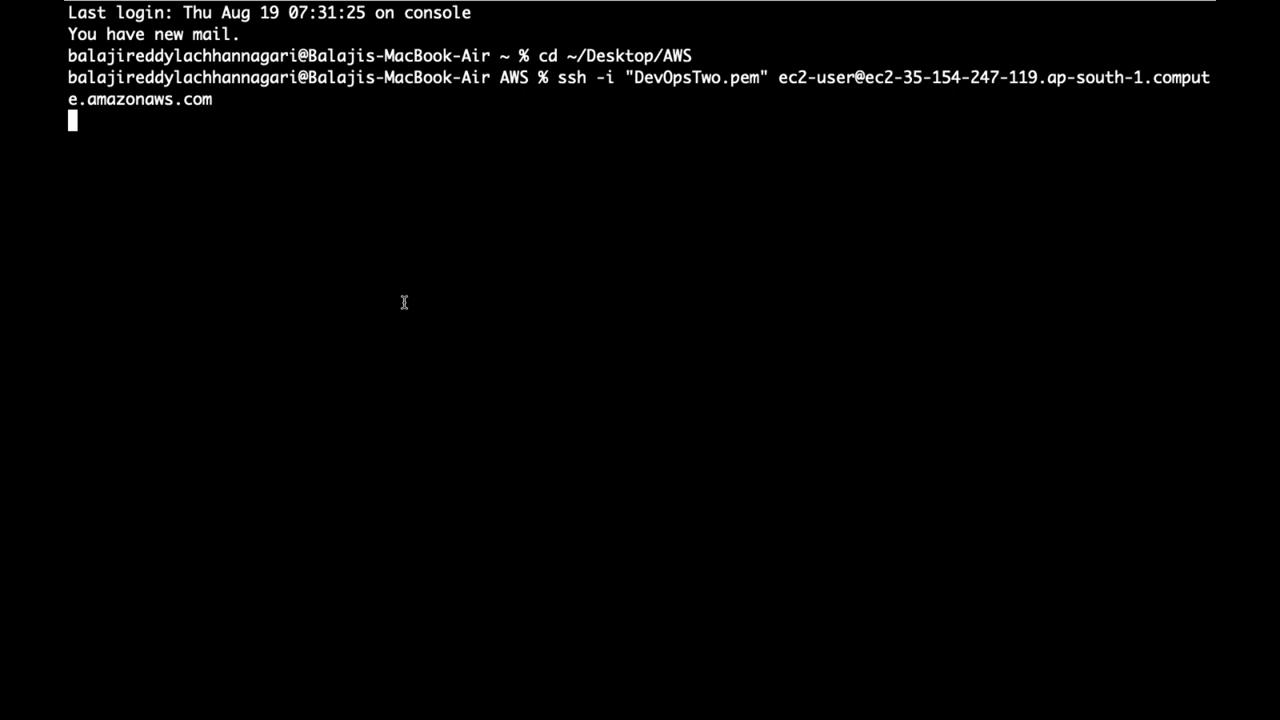 Last login: Thu Aug 19 07:31:25 on console
You have new mail.
balajireddylachhannagari@Balajis-MacBook-Air ~ % cd ~/Desktop/AWS
balajireddylachhannagari@Balajis-MacBook-Air AWS % ssh -i "DevOpsTwo.pem" ec2-user@ec2-35-154-247-119.ap-south-1.comput
e.amazonaws.com